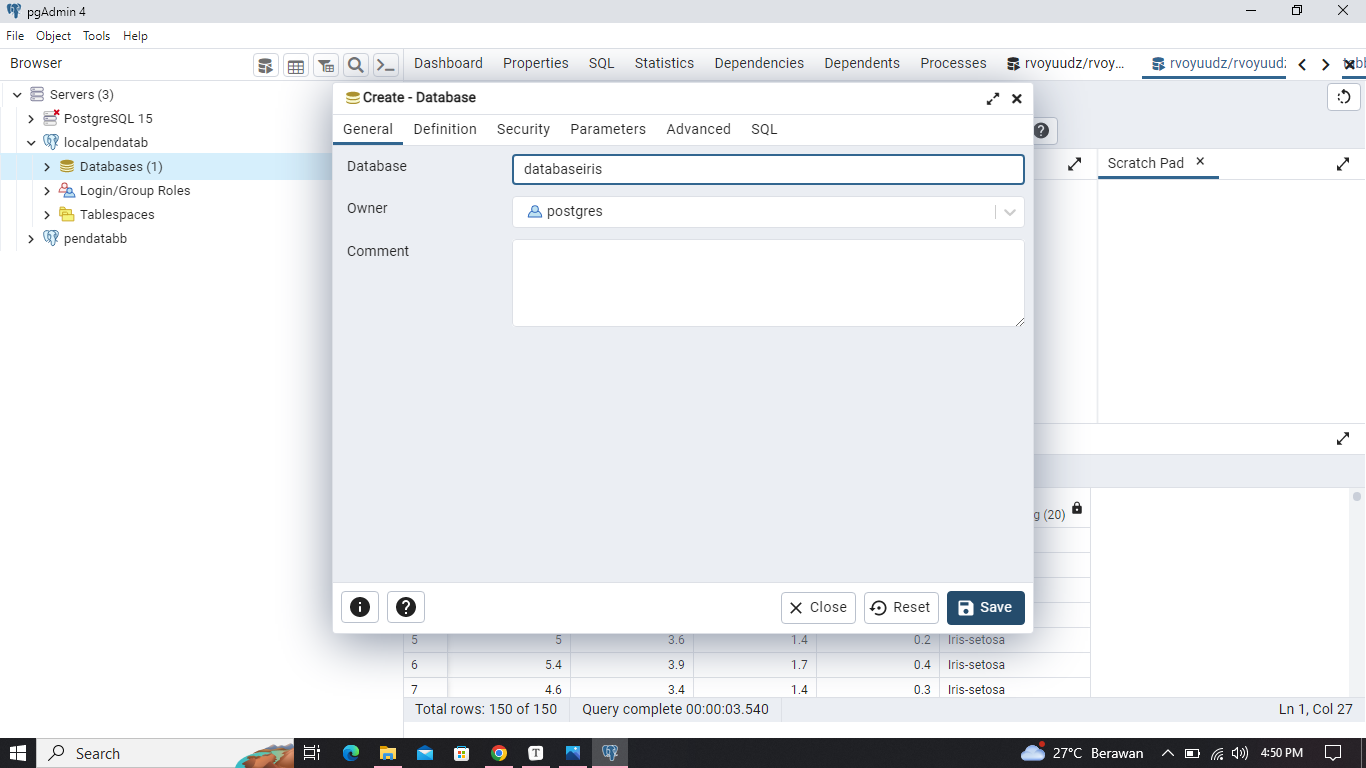 pgAdmin 4
File Object Tools Help
Browser
Dashboard Properties SQL Statistics Dependencies Dependents Processes rvoyuudz/rvoy... rvoyuudz/rvoyuud:
Servers (3)
PostgreSQL 15
localpendatab
Databases (1)
Login/Group Roles
Tablespaces
pendatabb
Create - Database
General Definition Security Parameters Advanced SQL
Database databaseiris
Owner postgres
Comment
Close Reset Save
Scratch Pad
g (20)
5 5 3.6 1.4 0.2 Iris-setosa
6 5.4 3.9 1.7 0.4 Iris-setosa
7 4.6 3.4 1.4 0.3 Iris-setosa
Total rows: 150 of 150 Query complete 00:00:03.540 Ln 1, Col 27
Search 27°C Berawan 4:50 PM